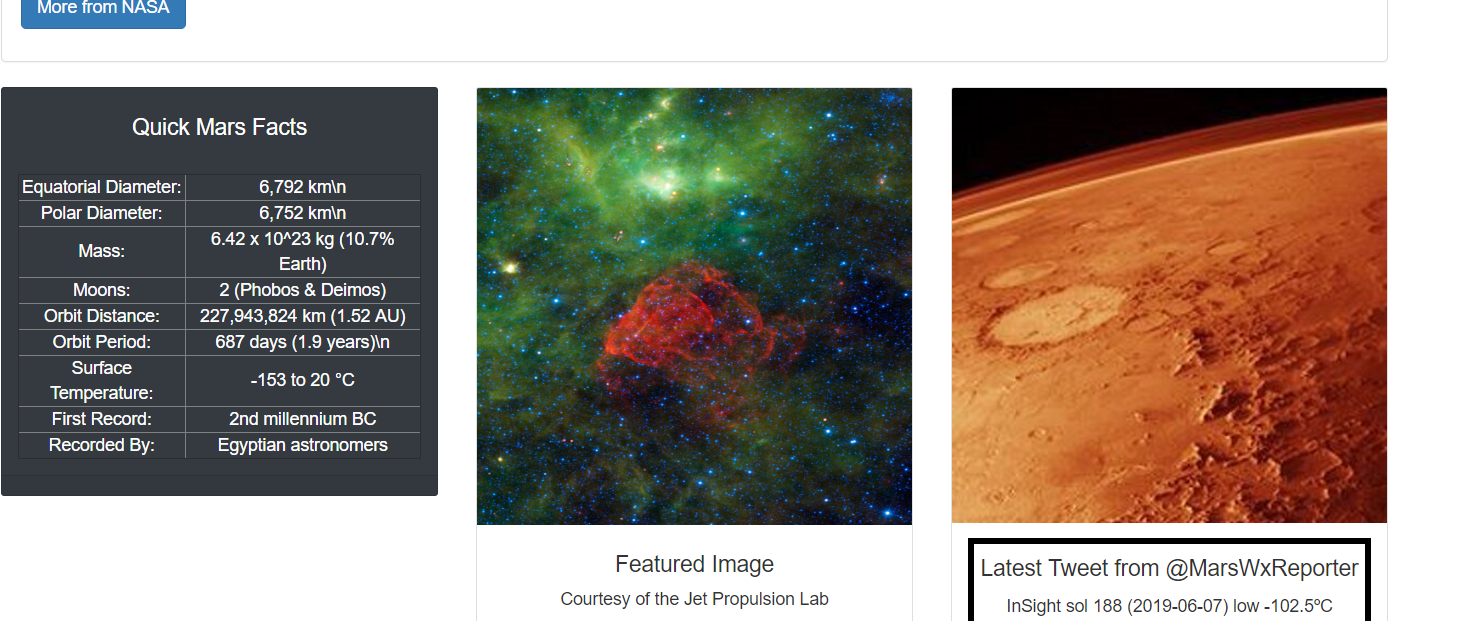 More from NASA
Quick Mars Facts
Equatorial Diameter: 6,792 km\n
Polar Diameter: 6,752 km\n
Mass: 6.42 x 10^23 kg (10.7%
Earth)
Moons: 2 (Phobos & Deimos)
Orbit Distance: 227,943,824 km (1.52 AU)
Orbit Period: 687 days (1.9 years)\n
Surface
Temperature: -153 to 20 °C
First Record: 2nd millennium BC
Recorded By: Egyptian astronomers
Featured Image
Courtesy of the Jet Propulsion Lab
Latest Tweet from @MarsWxReporter
InSight sol 188 (2019-06-07) low -102.5ºC